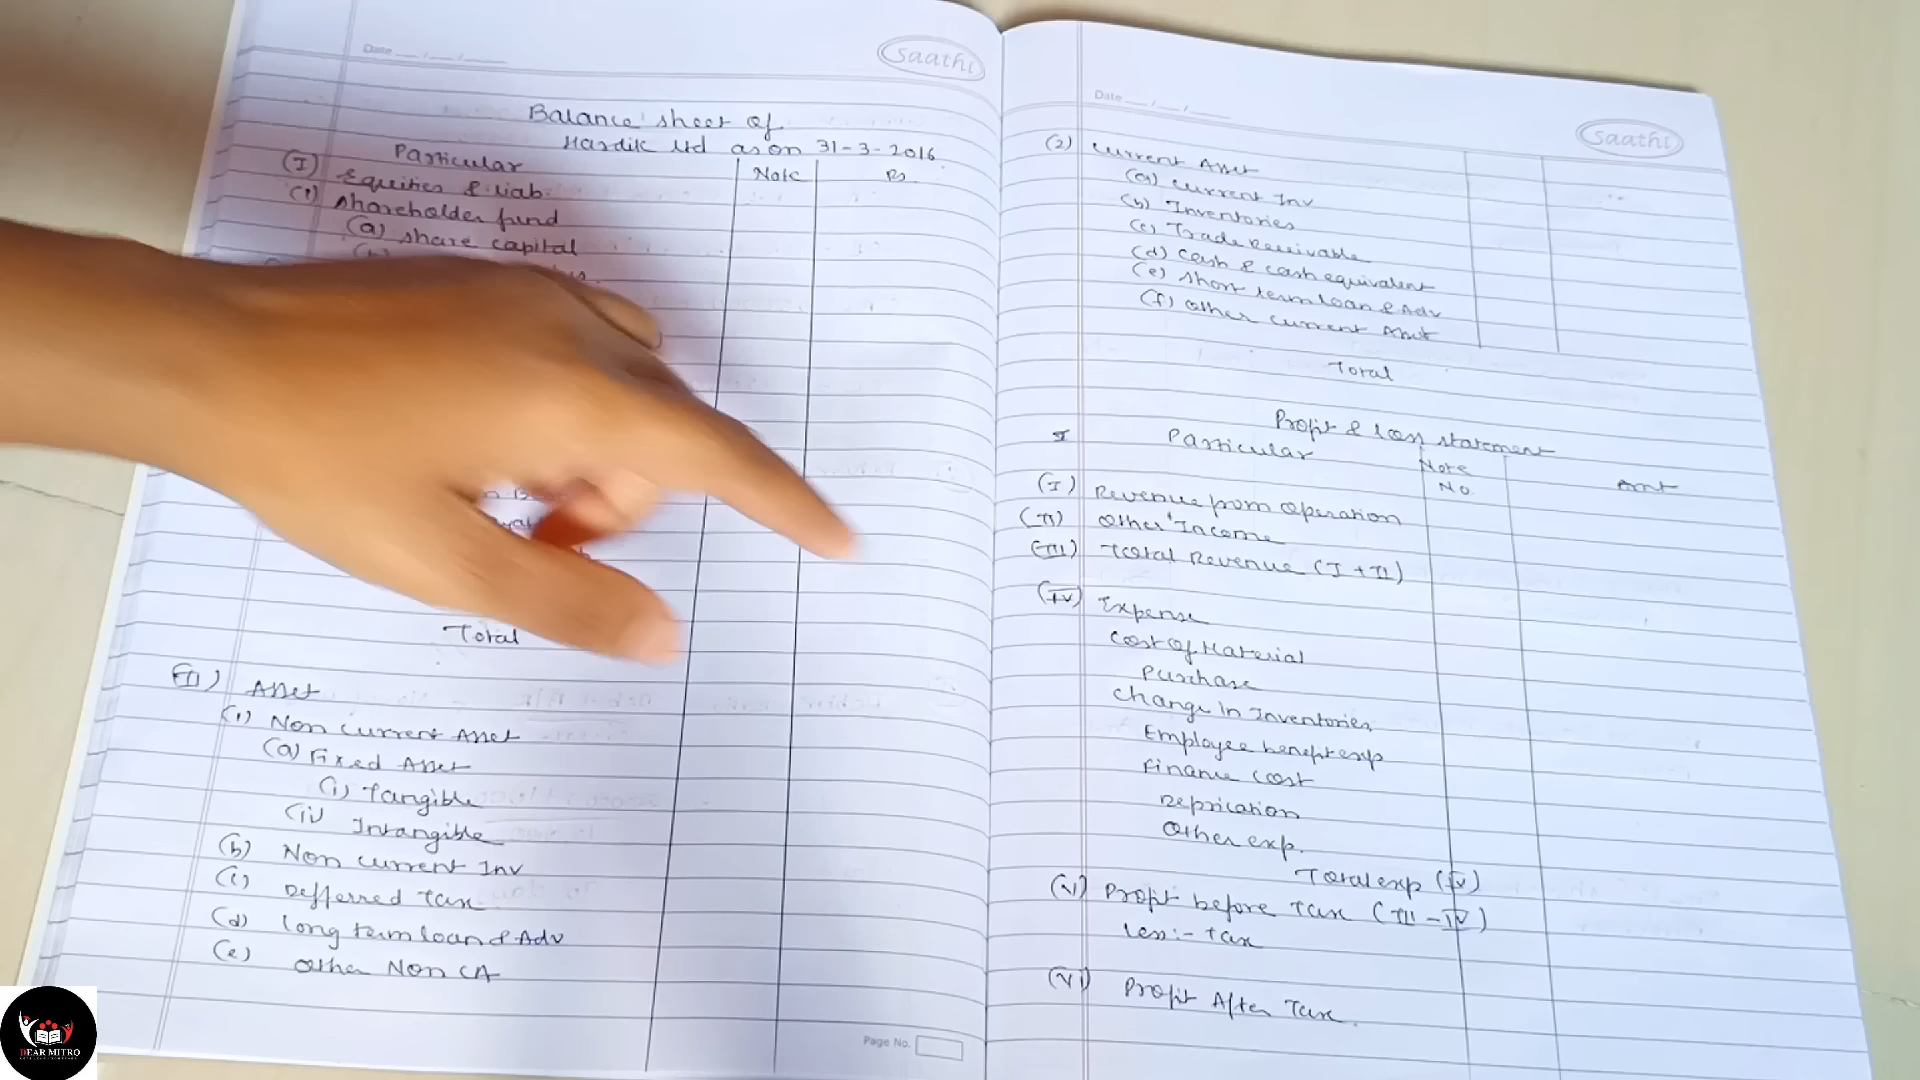 Date
saathi
Balance sheet of
Hardik Ltd as on 31-3-2016.
Particular
Note
Rs.
(I) Equities & Liab.
(1) Shareholder fund
(a) Share capital
Total
(II) Asset
(1) Non current Asset
(a) Fixed Asset
(i) Tangible
(ii) Intangible
(b) Non current Inv
(c) Defferred tax
(d) Long term loan & Adv
(e) Other Non CA
Page No.
Date
saathi
(2) Current Asset
(a) Current Inv
(b) Inventories
(c) Trade Receivable
(d) Cash & cash equivalent
(e) Short term loan & Adv
(f) Other current Asset
Total
Profit & loss statement
Particular
Note
No.
Amt
(I) Revenue from operation
(II) Other Income
(III) Total Revenue (I + II)
(IV) Expense
Cost of Material
Purchase
Change in Inventories
Employee benefit exp
Finance cost
Deprication
Other exp.
Total exp (IV)
(V) Profit before Tax (III - IV)
Less:- tax
(VI) Profit After Tax.
DEAR MITRO